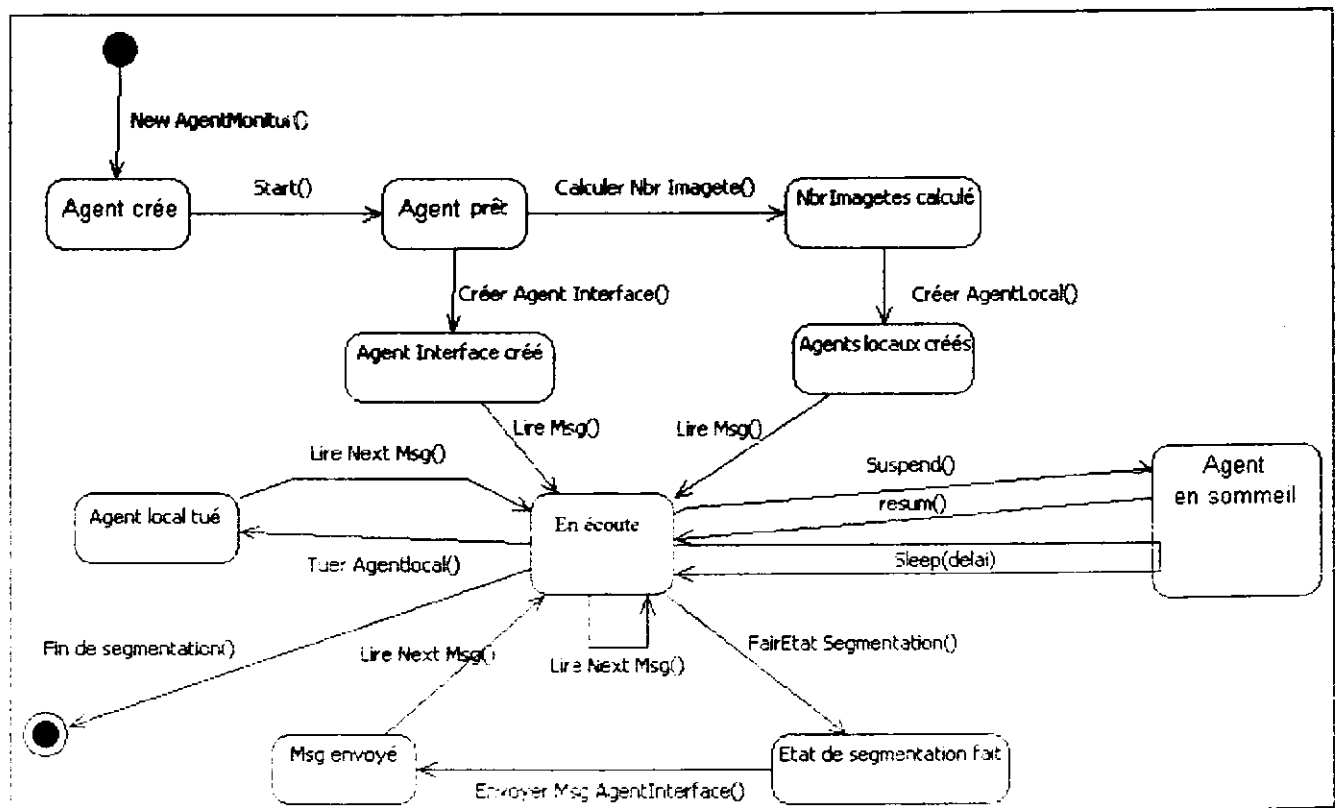 New AgentMonitui()
Start()
Calculer Nbr Imagete()
Agent crée
Agent prêt
Nbr Imagetes calculé
Créer Agent Interface()
Créer AgentLocal()
Agent Interface créé
Agents locaux créés
Lire Msg()
Lire Msg()
Lire Next Msg()
Suspend()
Agent
en sommeil
resum()
Agent local tué
En écoute
Tuer Agentlocal()
Sleep(delai)
Fin de segmentation()
Lire Next Msg()
Lire Next Msg()
FairEtat Segmentation()
Msg envoyé
Etat de segmentation fait
Envoyer Msg AgentInterface()